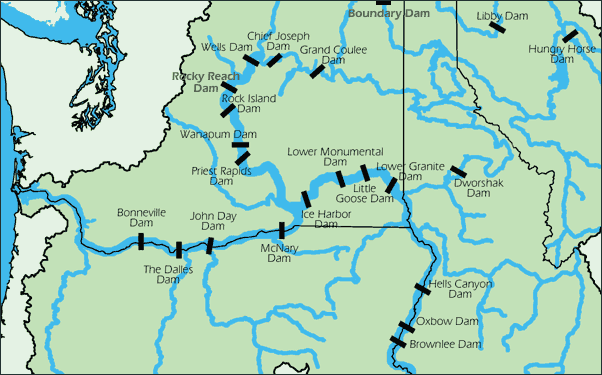 Boundary Dam
Libby Dam
Chief Joseph
Dam
Wells Dam
Grand Coulee
Dam
Hungry Horse
Dam
Rocky Reach
Dam
Rock Island
Dam
Wanapum Dam
Priest Rapids
Dam
Lower Monumental
Dam
Lower Granite
Dam
Little
Goose Dam
Dworshak
Dam
Ice Harbor
Dam
Bonneville
Dam
John Day
Dam
The Dalles
Dam
McNary
Dam
Hells Canyon
Dam
Oxbow Dam
Brownlee Dam